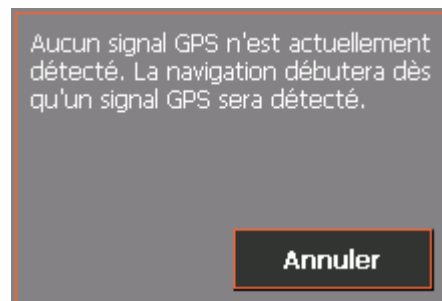 Aucun signal GPS n'est actuellement
détecté. La navigation débutera dès
qu'un signal GPS sera détecté.
Annuler